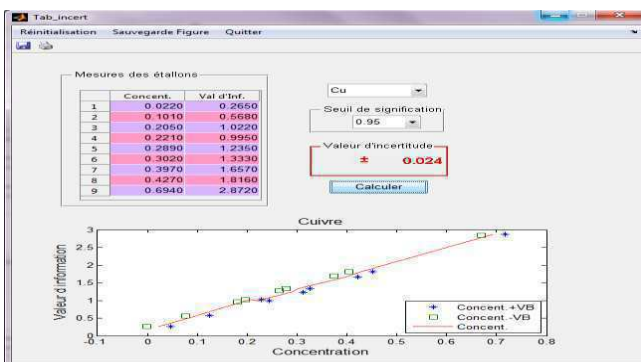 Tab_incert
Réinitialisation Sauvegarde Figure Quitter
Mesures des étallons
Concent. Val d'Inf.
1 0.0220 0.2650
2 0.1010 0.5680
3 0.2050 1.0220
4 0.2210 0.9950
5 0.2890 1.2350
6 0.3020 1.3330
7 0.3970 1.6570
8 0.4270 1.8160
9 0.6940 2.8720
Cu
Seuil de signification
0.95
Valeur d'incertitude
± 0.024
Calculer
Cuivre
Valeur d'information
3
2.5
2
1.5
1
0.5
0
-0.1 0 0.1 0.2 0.3 0.4 0.5 0.6 0.7 0.8
Concentration
Concent.+VB
Concent.-VB
Concent.